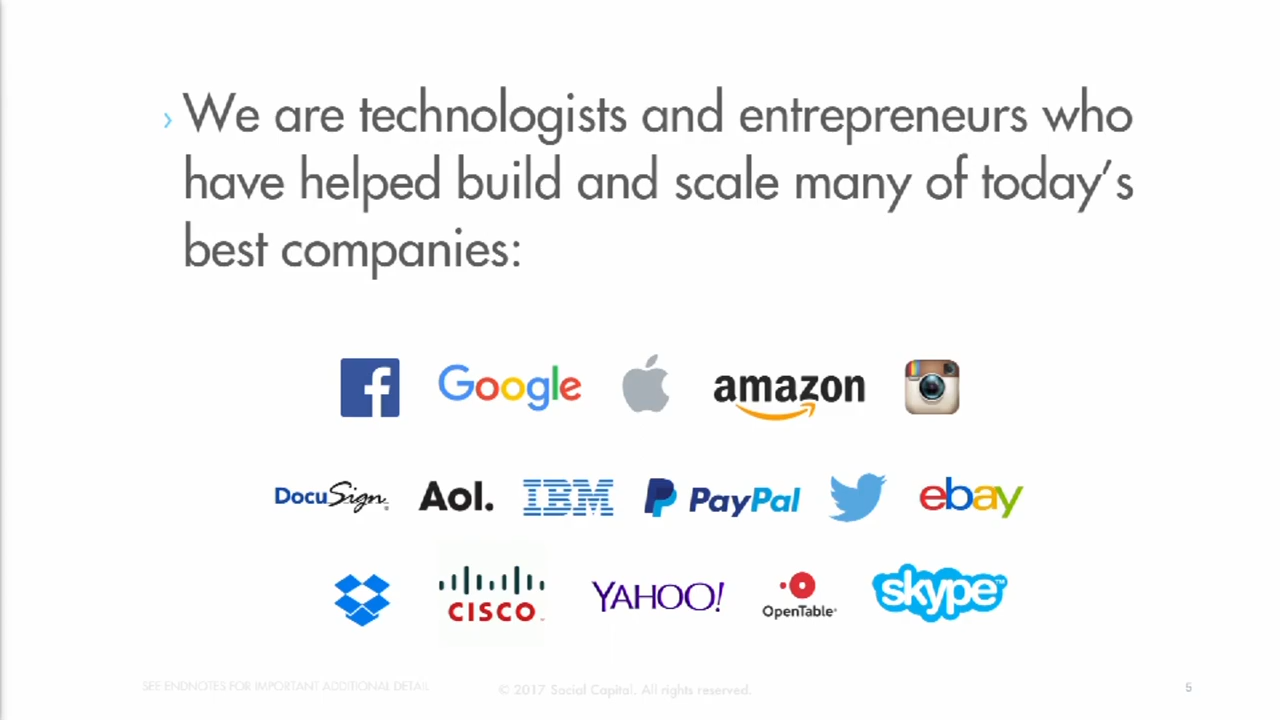 › We are technologists and entrepreneurs who
have helped build and scale many of today's
best companies:
f Google amazon
DocuSign Aol. IBM P PayPal ebay
CISCO YAHOO! OpenTable skype™
SEE ENDNOTES FOR IMPORTANT ADDITIONAL DETAIL © 2017 Social Capital. All rights reserved. 5